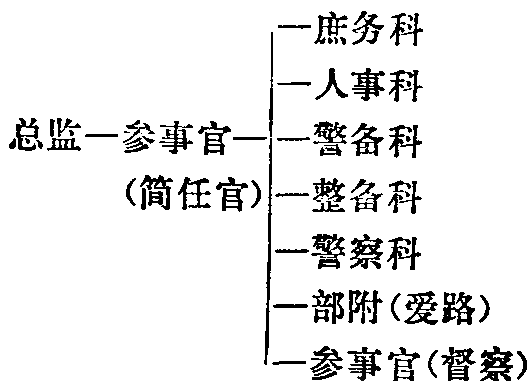 庶务科
人事科
总监—参事官—警备科
(简任官)整备科
警察科
部附(爱路)
参事官(督察)